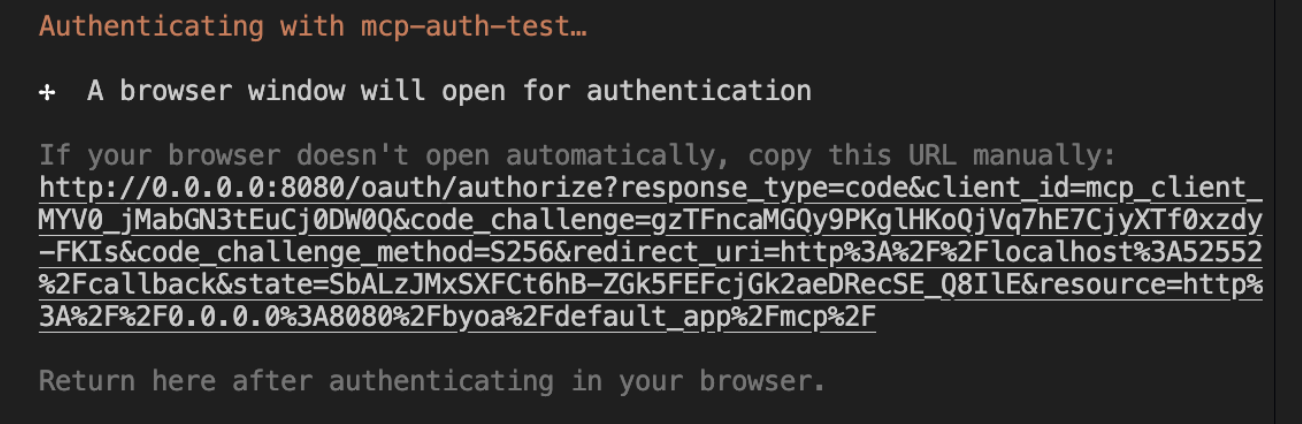 Authenticating with mcp-auth-test…
✢ A browser window will open for authentication
If your browser doesn't open automatically, copy this URL manually:
http://0.0.0.0:8080/oauth/authorize?response_type=code&client_id=mcp_client_
MYV0_jMabGN3tEuCj0DW0Q&code_challenge=gzTFncaMGQy9PKglHKoQjVq7hE7CjyXTf0xzdy
-FKIs&code_challenge_method=S256&redirect_uri=http%3A%2F%2Flocalhost%3A52552
%2Fcallback&state=SbALzJMxSXFCt6hB-ZGk5FEFcjGk2aeDRecSE_Q8IlE&resource=http%
3A%2F%2F0.0.0.0%3A8080%2Fbyoa%2Fdefault_app%2Fmcp%2F
Return here after authenticating in your browser.